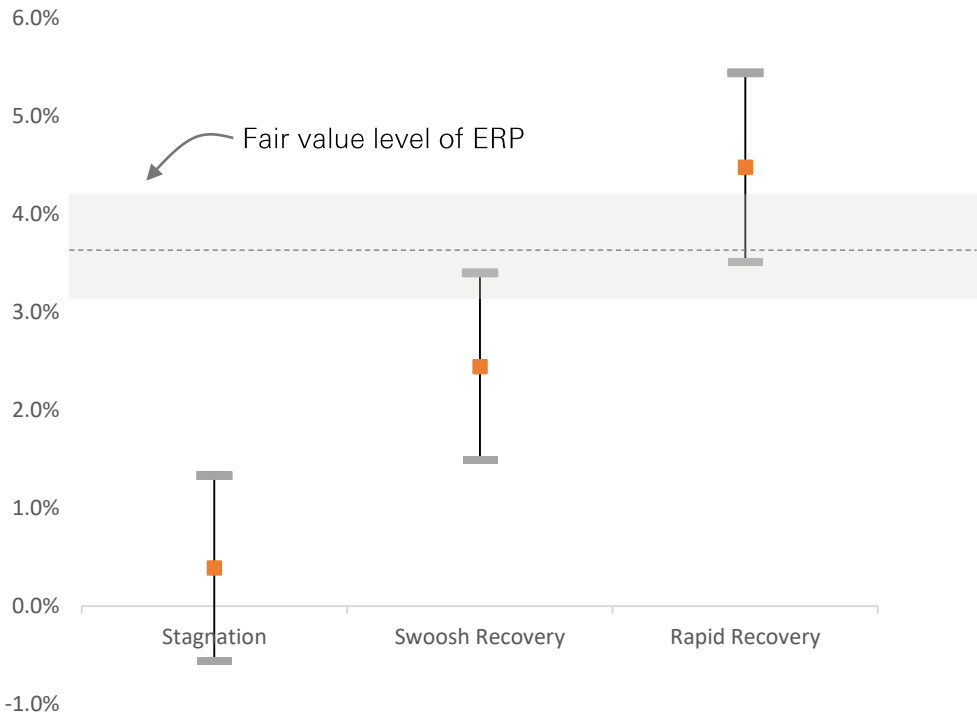 6.0%
5.0%
Fair value level of ERP
4.0%
3.0%
2.0%
1.0%
0.0%
Stagnation
Swoosh Recovery
Rapid Recovery
-1.0%